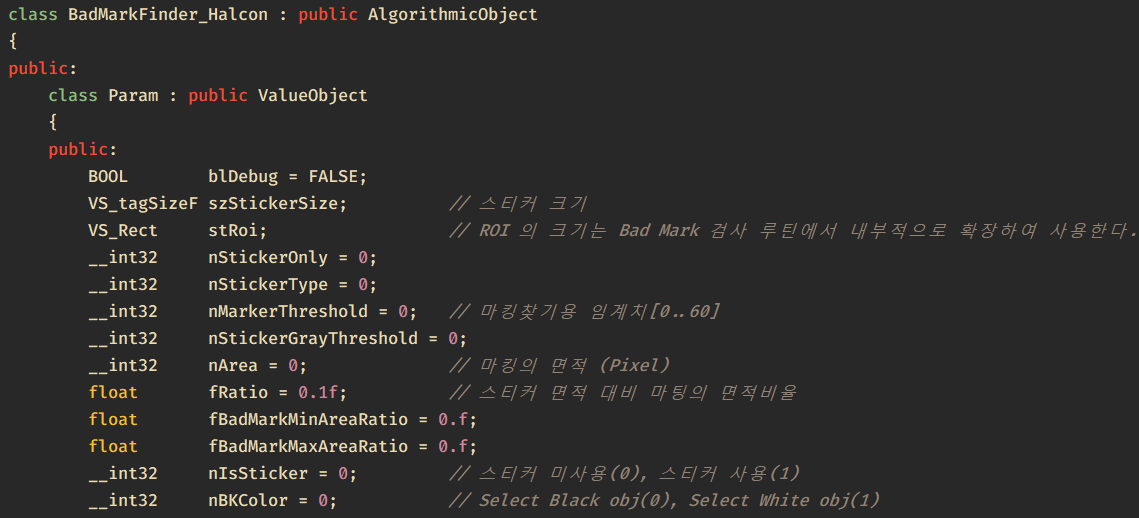 class BadMarkFinder_Halcon : public AlgorithmicObject
{
public:
    class Param : public ValueObject
    {
    public:
        BOOL        blDebug = FALSE;
        VS_tagSizeF szStickerSize;          // 스티커 크기
        VS_Rect     stRoi;                  // ROI 의 크기는 Bad Mark 검사 루틴에서 내부적으로 확장하여 사용한다.
        __int32     nStickerOnly = 0;
        __int32     nStickerType = 0;
        __int32     nMarkerThreshold = 0;   // 마킹찾기용 임계치[0..60]
        __int32     nStickerGrayThreshold = 0;
        __int32     nArea = 0;              // 마킹의 면적 (Pixel)
        float       fRatio = 0.1f;          // 스티커 면적 대비 마팅의 면적비율
        float       fBadMarkMinAreaRatio = 0.f;
        float       fBadMarkMaxAreaRatio = 0.f;
        __int32     nIsSticker = 0;         // 스티커 미사용(0), 스티커 사용(1)
        __int32     nBKColor = 0;           // Select Black obj(0), Select White obj(1)